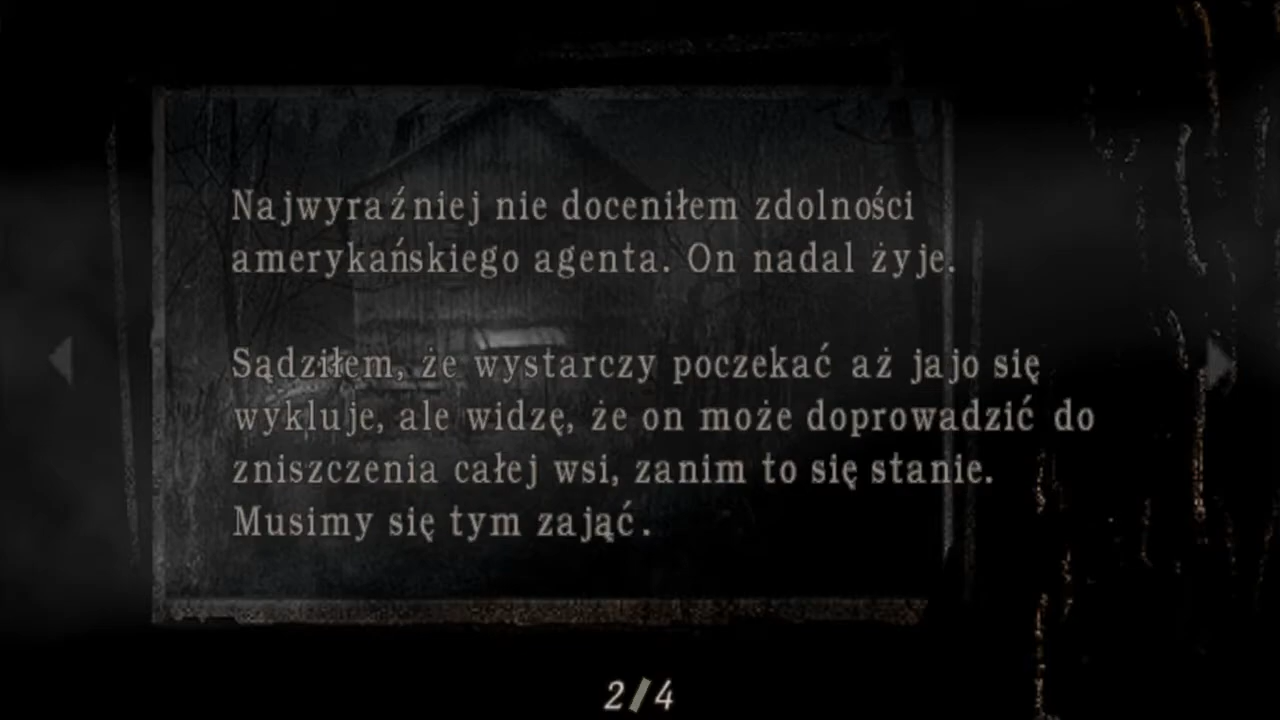 Najwyraźniej nie doceniłem zdolności
amerykańskiego agenta. On nadal żyje.
Sądziłem, że wystarczy poczekać aż jajo się
wykluje, ale widzę, że on może doprowadzić do
zniszczenia całej wsi, zanim to się stanie.
Musimy się tym zająć.
2/4